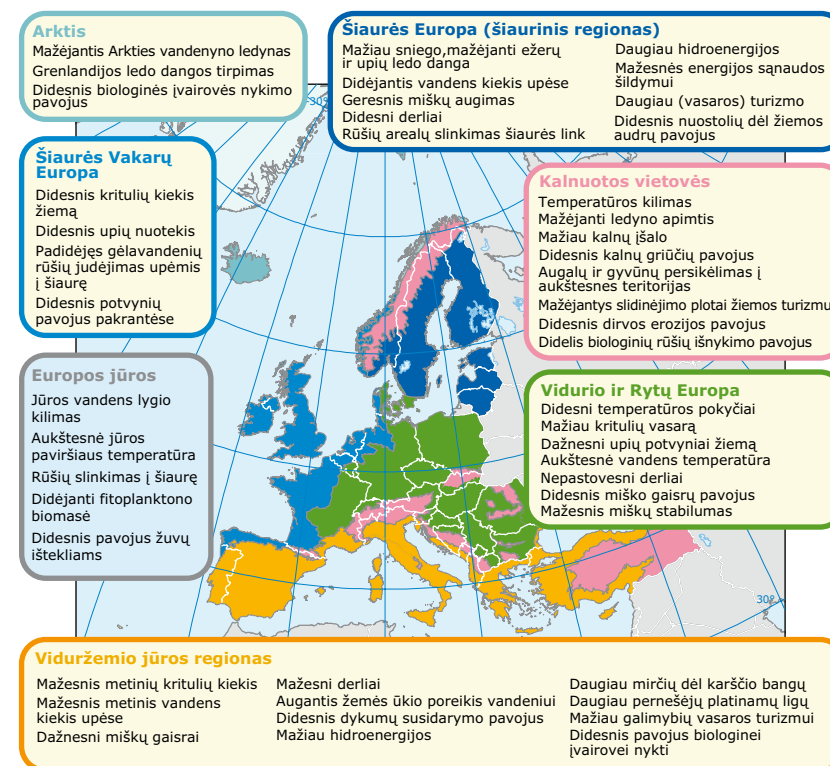 Arktis
Mažėjantis Arkties vandenyno ledynas
Grenlandijos ledo dangos tirpimas
Didesnis biologinės įvairovės nykimo
pavojus
Šiaurės Europa (šiaurinis regionas)
Mažiau sniego,mažėjanti ežerų
ir upių ledo danga
Didėjantis vandens kiekis upėse
Geresnis miškų augimas
Didesni derliai
Rūšių arealų slinkimas šiaurės link
Daugiau hidroenergijos
Mažesnės energijos sąnaudos
šildymui
Daugiau (vasaros) turizmo
Didesnis nuostolių dėl žiemos
audrų pavojus
Šiaurės Vakarų
Europa
Didesnis kritulių kiekis
žiemą
Didesnis upių nuotekis
Padidėjęs gėlavandenių
rūšių judėjimas upėmis
į šiaurę
Didesnis potvynių
pavojus pakrantėse
Kalnuotos vietovės
Temperatūros kilimas
Mažėjanti ledyno apimtis
Mažiau kalnų įšalo
Didesnis kalnų griūčių pavojus
Augalų ir gyvūnų persikėlimas į
aukštesnes teritorijas
Mažėjantys slidinėjimo plotai žiemos turizmu
Didesnis dirvos erozijos pavojus
Didelis biologinių rūšių išnykimo pavojus
Europos jūros
Jūros vandens lygio
kilimas
Aukštesnė jūros
paviršiaus temperatūra
Rūšių slinkimas į šiaurę
Didėjanti fitoplanktono
biomasė
Didesnis pavojus žuvų
ištekliams
Vidurio ir Rytų Europa
Didesni temperatūros pokyčiai
Mažiau kritulių vasarą
Dažnesni upių potvyniai žiemą
Aukštesnė vandens temperatūra
Nepastovesni derliai
Didesnis miško gaisrų pavojus
Mažesnis miškų stabilumas
30°
Viduržemio jūros regionas
Mažesnis metinių kritulių kiekis
Mažesnis metinis vandens
kiekis upėse
Dažnesni miškų gaisrai
Mažesni derliai
Augantis žemės ūkio poreikis vandeniui
Didesnis dykumų susidarymo pavojus
Mažiau hidroenergijos
Daugiau mirčių dėl karščio bangų
Daugiau pernešėjų platinamų ligų
Mažiau galimybių vasaros turizmui
Didesnis pavojus biologinei
įvairovei nykti